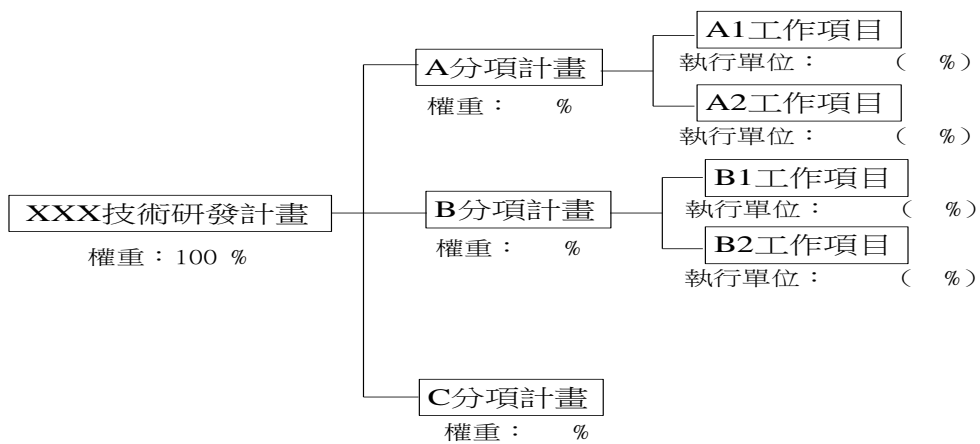 XXX技術研發計畫
權重：100 %
A分項計畫
權重： %
A1工作項目
執行單位： ( %)
A2工作項目
執行單位： ( %)
B分項計畫
權重： %
B1工作項目
執行單位： ( %)
B2工作項目
執行單位： ( %)
C分項計畫
權重： %